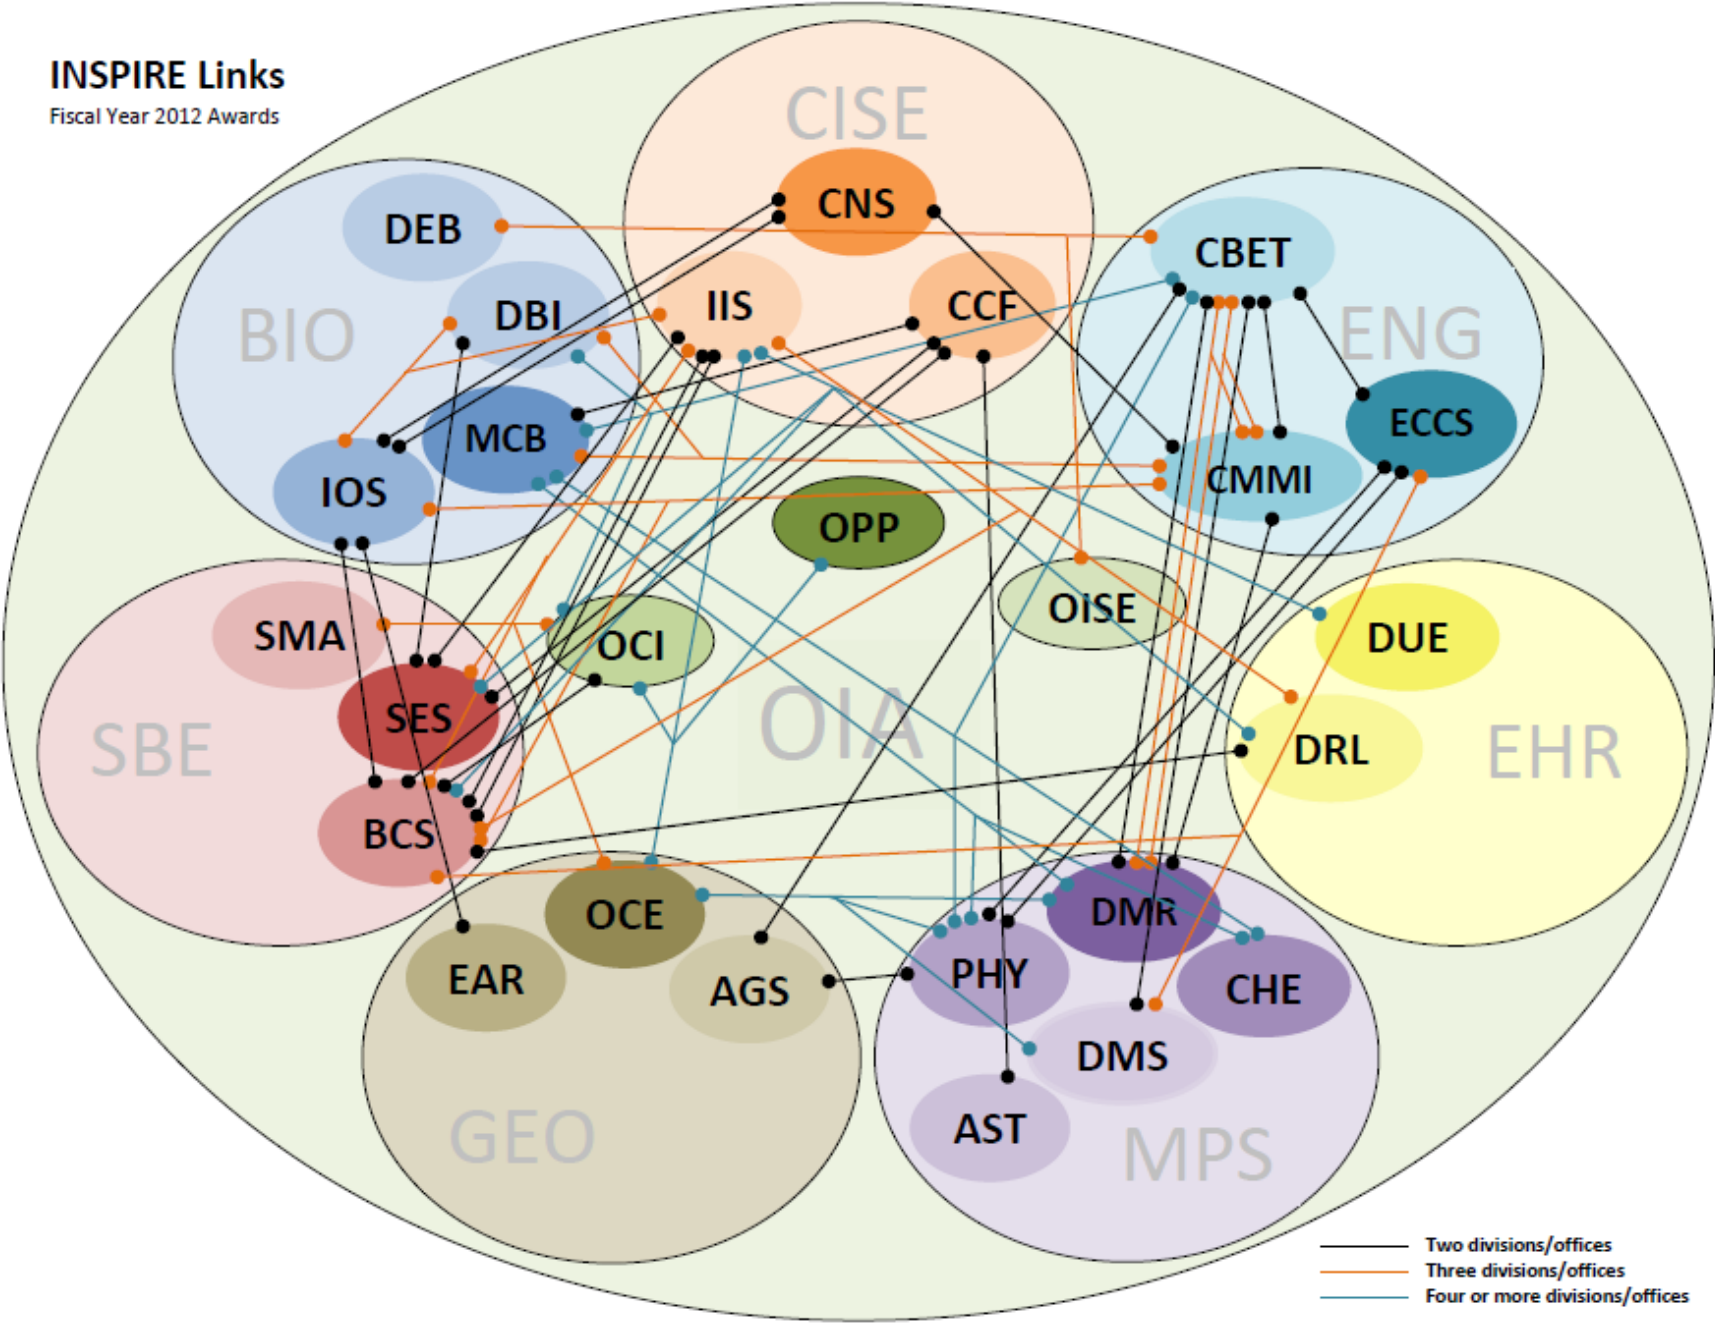 INSPIRE Links
Fiscal Year 2012 Awards
CISE
CNS
IIS
CCF
BIO
DEB
DBI
MCB
IOS
ENG
CBET
ECCS
CMMI
OPP
OISE
OCI
OIA
SBE
SMA
SES
BCS
EHR
DUE
DRL
GEO
OCE
EAR
AGS
MPS
DMR
PHY
CHE
DMS
AST
Two divisions/offices
Three divisions/offices
Four or more divisions/offices